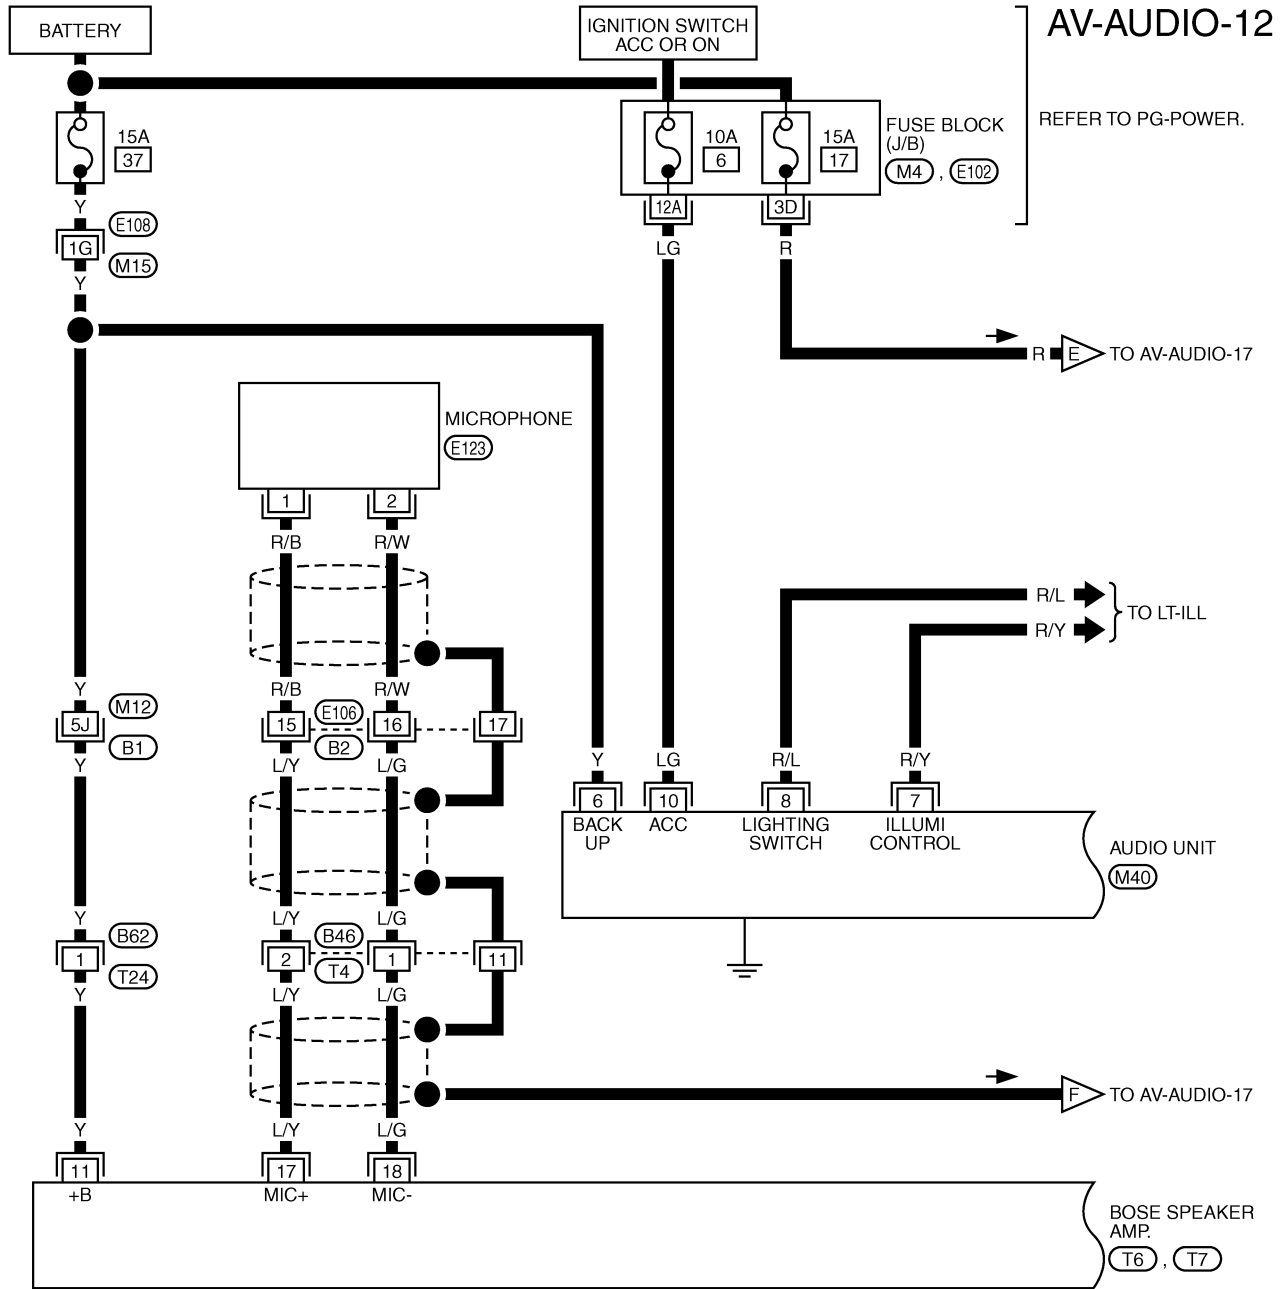 AV-AUDIO-12
BATTERY
IGNITION SWITCH
ACC OR ON
REFER TO PG-POWER.
15A
37
10A
6
15A
17
FUSE BLOCK
(J/B)
M4 , E102
12A
3D
Y
E108
1G
M15
Y
LG
R
R
E
TO AV-AUDIO-17
MICROPHONE
E123
1
2
R/B
R/W
R/L
R/Y
TO LT-ILL
Y
R/B
R/W
M12
5J
B1
15
E106
B2
16
17
Y
L/Y
L/G
Y
LG
R/L
R/Y
6
10
8
7
BACK
UP
ACC
LIGHTING
SWITCH
ILLUMI
CONTROL
AUDIO UNIT
M40
Y
L/Y
L/G
B62
1
T24
2
B46
T4
1
11
Y
L/Y
L/G
F
TO AV-AUDIO-17
Y
L/Y
L/G
11
17
18
+B
MIC+
MIC-
BOSE SPEAKER
AMP.
T6 , T7